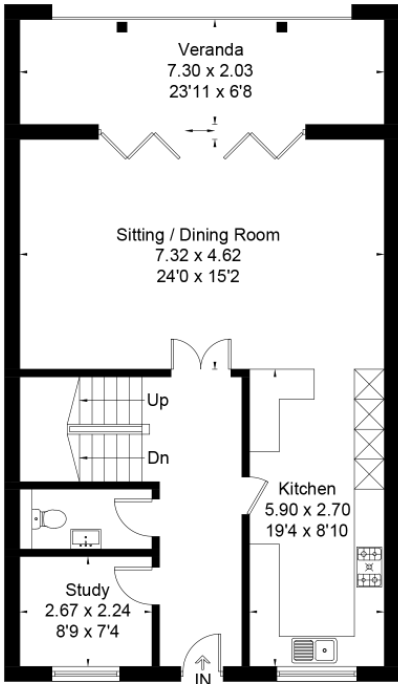 Veranda
7.30 x 2.03
23'11 x 6'8
Sitting / Dining Room
7.32 x 4.62
24'0 x 15'2
Up
Dn
Kitchen
5.90 x 2.70
19'4 x 8'10
Study
2.67 x 2.24
8'9 x 7'4
IN